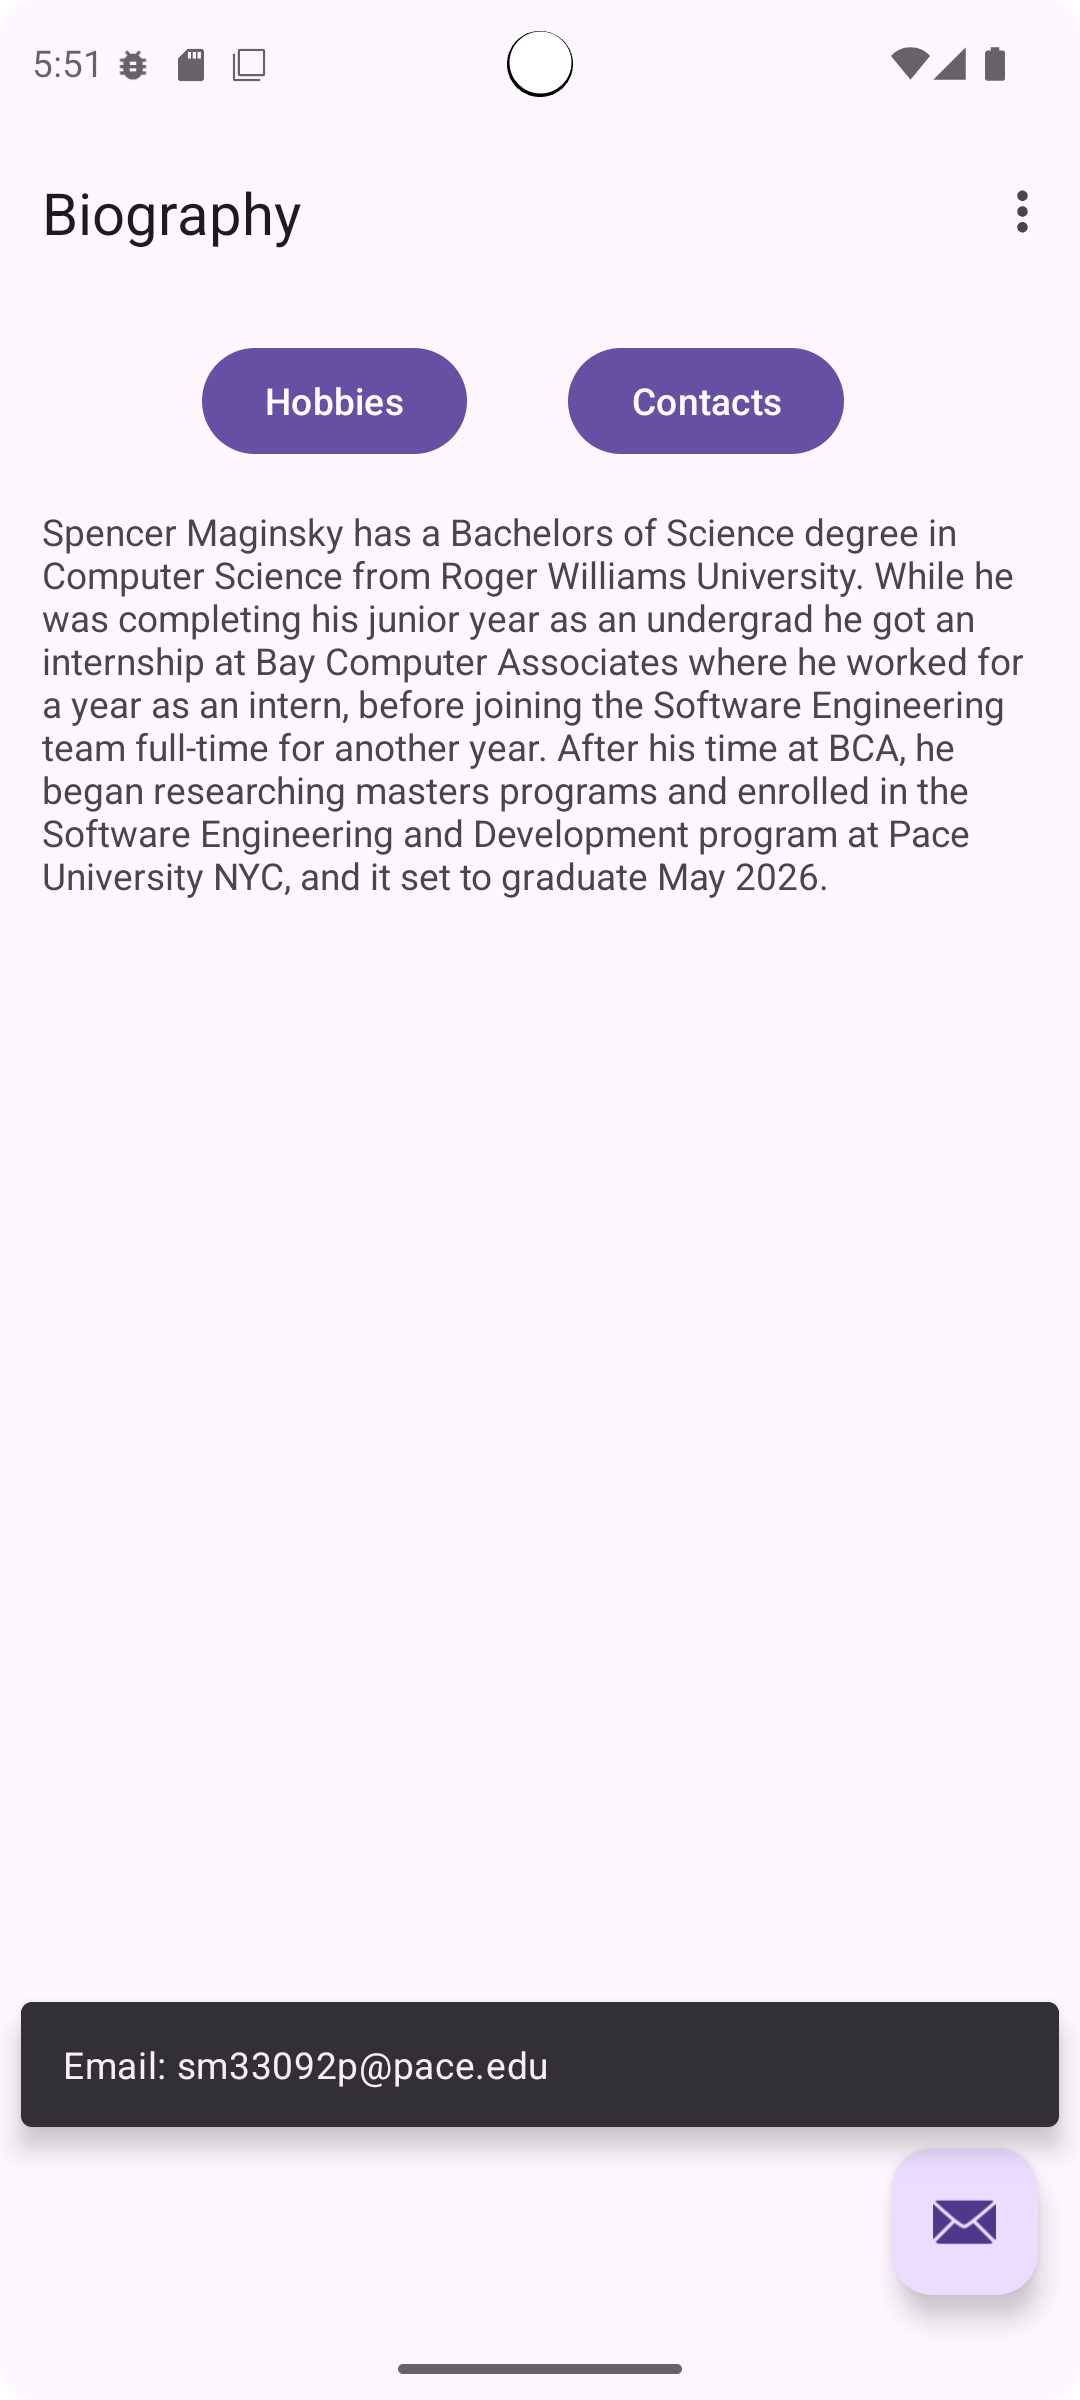 5:51
Biography
Hobbies
Contacts
Spencer Maginsky has a Bachelors of Science degree in
Computer Science from Roger Williams University. While he
was completing his junior year as an undergrad he got an
internship at Bay Computer Associates where he worked for
a year as an intern, before joining the Software Engineering
team full-time for another year. After his time at BCA, he
began researching masters programs and enrolled in the
Software Engineering and Development program at Pace
University NYC, and it set to graduate May 2026.
Email: sm33092p@pace.edu